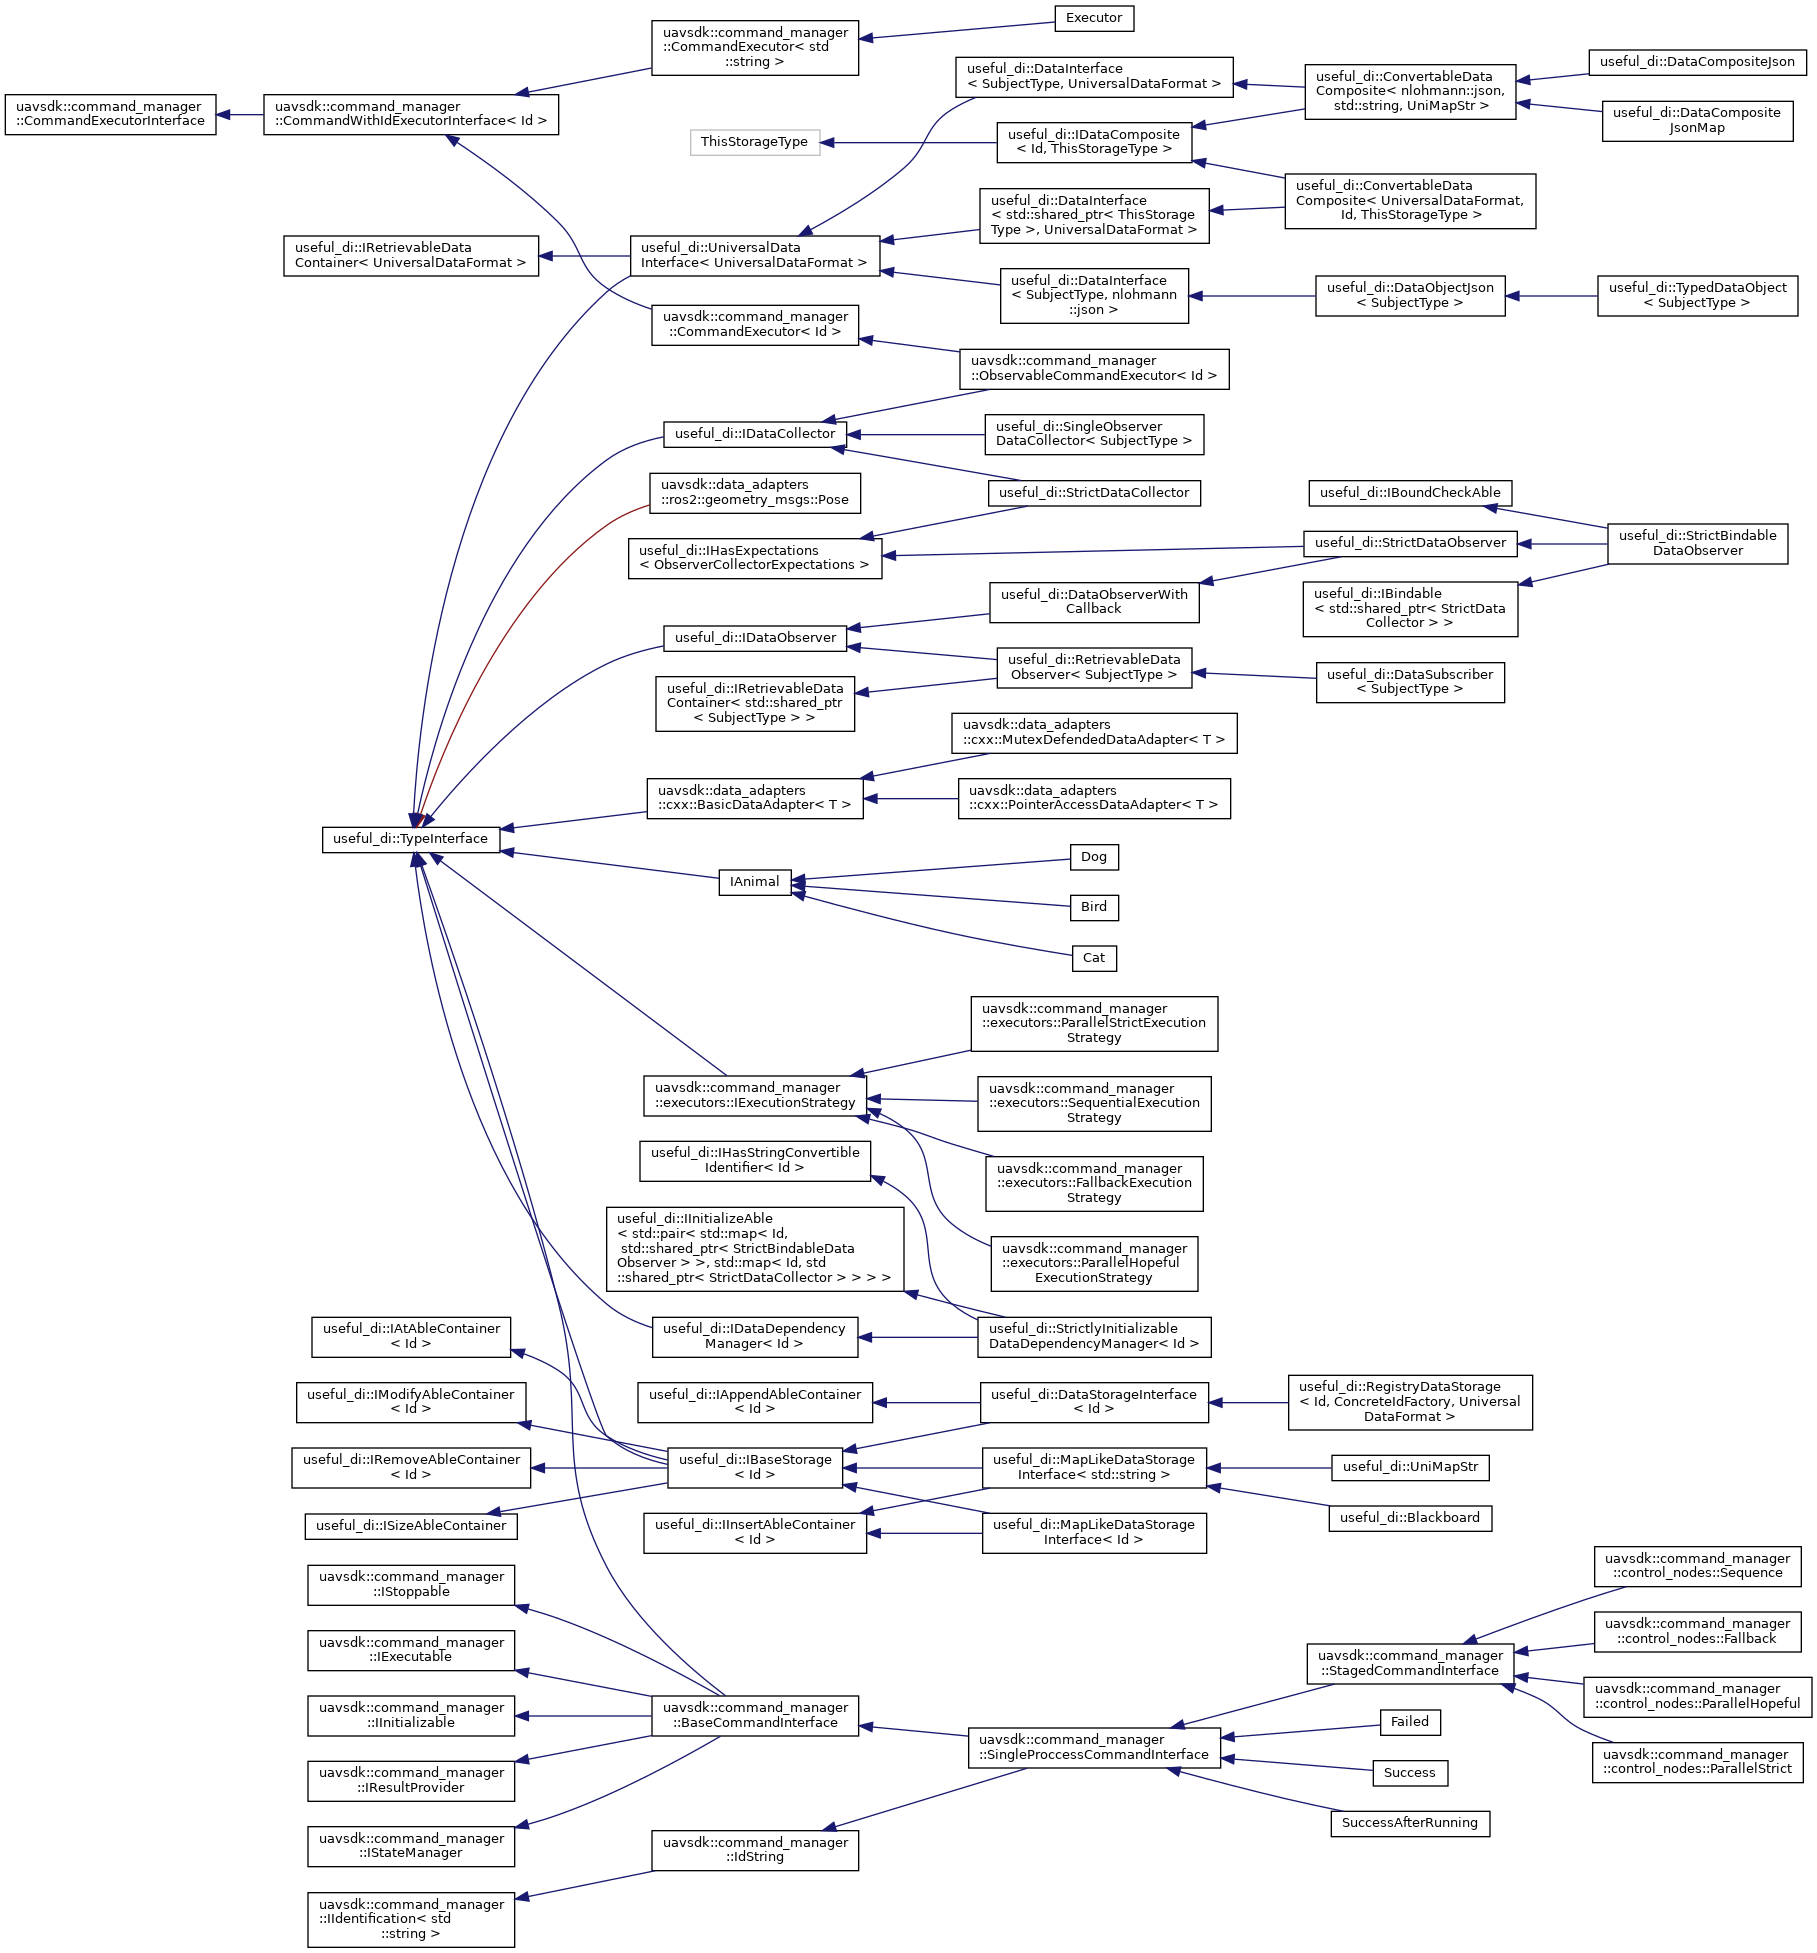 Executor
uavsdk::command_manager
::CommandExecutor< std
::string >
useful_di::DataCompositeJson
useful_di::DataInterface
< SubjectType, UniversalDataFormat >
useful_di::ConvertableData
Composite< nlohmann::json,
std::string, UniMapStr >
uavsdk::command_manager
::CommandExecutorInterface
uavsdk::command_manager
::CommandWithIdExecutorInterface< Id >
useful_di::DataComposite
JsonMap
ThisStorageType
useful_di::IDataComposite
< Id, ThisStorageType >
useful_di::ConvertableData
Composite< UniversalDataFormat,
Id, ThisStorageType >
useful_di::DataInterface
< std::shared_ptr< ThisStorage
Type >, UniversalDataFormat >
useful_di::IRetrievableData
Container< UniversalDataFormat >
useful_di::UniversalData
Interface< UniversalDataFormat >
useful_di::DataInterface
< SubjectType, nlohmann
::json >
useful_di::DataObjectJson
< SubjectType >
useful_di::TypedDataObject
< SubjectType >
uavsdk::command_manager
::CommandExecutor< Id >
uavsdk::command_manager
::ObservableCommandExecutor< Id >
useful_di::IDataCollector
useful_di::SingleObserver
DataCollector< SubjectType >
uavsdk::data_adapters
::ros2::geometry_msgs::Pose
useful_di::StrictDataCollector
useful_di::IBoundCheckAble
useful_di::IHasExpectations
< ObserverCollectorExpectations >
useful_di::StrictDataObserver
useful_di::StrictBindable
DataObserver
useful_di::DataObserverWith
Callback
useful_di::IBindable
< std::shared_ptr< StrictData
Collector > >
useful_di::IDataObserver
useful_di::RetrievableData
Observer< SubjectType >
useful_di::DataSubscriber
< SubjectType >
useful_di::IRetrievableData
Container< std::shared_ptr
< SubjectType > >
uavsdk::data_adapters
::cxx::MutexDefendedDataAdapter< T >
uavsdk::data_adapters
::cxx::BasicDataAdapter< T >
uavsdk::data_adapters
::cxx::PointerAccessDataAdapter< T >
useful_di::TypeInterface
Dog
IAnimal
Bird
Cat
uavsdk::command_manager
::executors::ParallelStrictExecution
Strategy
uavsdk::command_manager
::executors::IExecutionStrategy
uavsdk::command_manager
::executors::SequentialExecution
Strategy
useful_di::IHasStringConvertible
Identifier< Id >
uavsdk::command_manager
::executors::FallbackExecution
Strategy
useful_di::IInitializeAble
< std::pair< std::map< Id,
std::shared_ptr< StrictBindableData
Observer > >, std::map< Id, std
::shared_ptr< StrictDataCollector > > > >
uavsdk::command_manager
::executors::ParallelHopeful
ExecutionStrategy
useful_di::IAtAbleContainer
< Id >
useful_di::IDataDependency
Manager< Id >
useful_di::StrictlyInitializable
DataDependencyManager< Id >
useful_di::IModifyAbleContainer
< Id >
useful_di::IAppendAbleContainer
< Id >
useful_di::DataStorageInterface
< Id >
useful_di::RegistryDataStorage
< Id, ConcreteIdFactory, Universal
DataFormat >
useful_di::IRemoveAbleContainer
< Id >
useful_di::IBaseStorage
< Id >
useful_di::MapLikeDataStorage
Interface< std::string >
useful_di::UniMapStr
useful_di::ISizeAbleContainer
useful_di::IInsertAbleContainer
< Id >
useful_di::MapLikeDataStorage
Interface< Id >
useful_di::Blackboard
uavsdk::command_manager
::IStoppable
uavsdk::command_manager
::control_nodes::Sequence
uavsdk::command_manager
::IExecutable
uavsdk::command_manager
::StagedCommandInterface
uavsdk::command_manager
::control_nodes::Fallback
uavsdk::command_manager
::control_nodes::ParallelHopeful
uavsdk::command_manager
::IInitializable
uavsdk::command_manager
::BaseCommandInterface
uavsdk::command_manager
::SingleProccessCommandInterface
Failed
uavsdk::command_manager
::control_nodes::ParallelStrict
uavsdk::command_manager
::IResultProvider
Success
SuccessAfterRunning
uavsdk::command_manager
::IStateManager
uavsdk::command_manager
::IdString
uavsdk::command_manager
::IIdentification< std
::string >